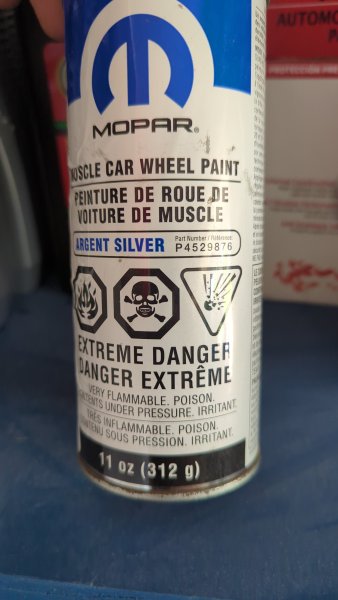 MOPAR®
MUSCLE CAR WHEEL PAINT
PEINTURE DE ROUE DE
VOITURE DE MUSCLE
ARGENT SILVER
Part Number / Référence:
P4529876
EXTREME DANGER
DANGER EXTRÊME
VERY FLAMMABLE. POISON.
CONTENTS UNDER PRESSURE. IRRITANT.
TRÈS INFLAMMABLE. POISON.
CONTENU SOUS PRESSION. IRRITANT.
11 oz (312 g)